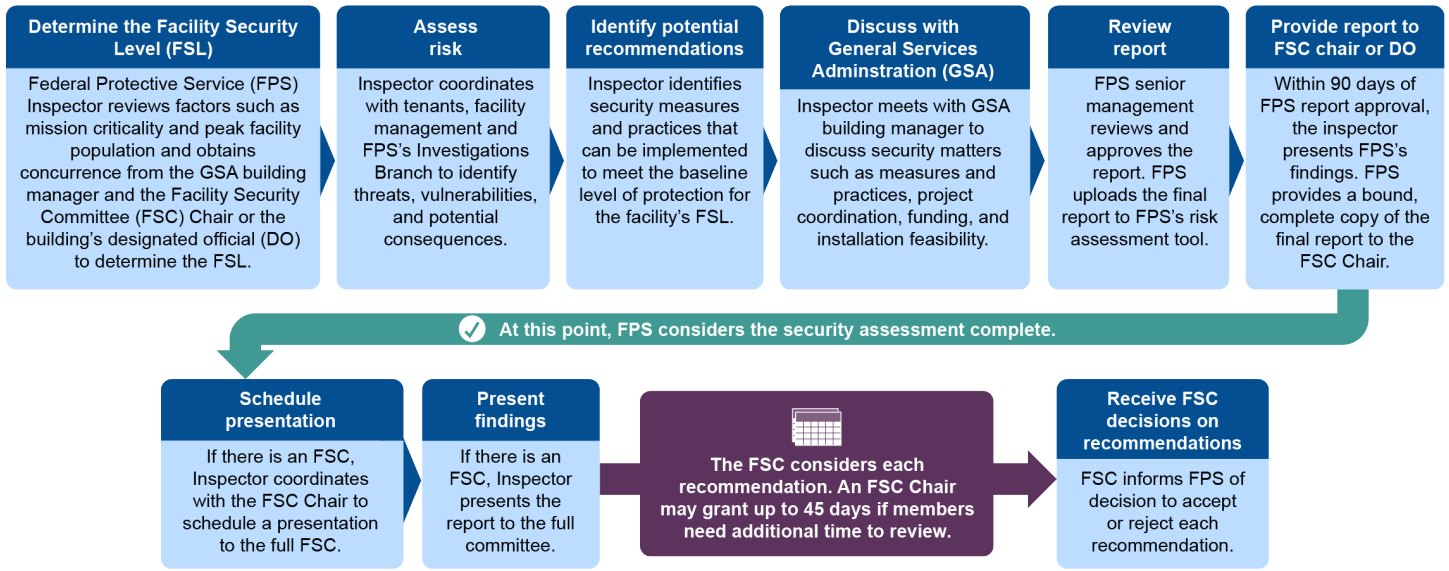 Determine the Facility Security
Level (FSL)
Federal Protective Service (FPS)
Inspector reviews factors such as
mission criticality and peak facility
population and obtains
concurrence from the GSA building
manager and the Facility Security
Committee (FSC) Chair or the
building's designated official (DO)
to determine the FSL.
Assess
risk
Inspector coordinates
with tenants, facility
management and
FPS's Investigations
Branch to identify
threats, vulnerabilities,
and potential
consequences.
Identify potential
recommendations
Inspector identifies
security measures
and practices that
can be implemented
to meet the baseline
level of protection for
the facility's FSL.
Discuss with
General Services
Adminstration (GSA)
Inspector meets with GSA
building manager to
discuss security matters
such as measures and
practices, project
coordination, funding, and
installation feasibility.
Review
report
FPS senior
management
reviews and
approves the
report. FPS
uploads the final
report to FPS's risk
assessment tool.
Provide report to
FSC chair or DO
Within 90 days of
FPS report approval,
the inspector
presents FPS's
findings. FPS
provides a bound,
complete copy of the
final report to the
FSC Chair.
At this point, FPS considers the security assessment complete.
Schedule
presentation
If there is an FSC,
Inspector coordinates
with the FSC Chair to
schedule a presentation
to the full FSC.
Present
findings
If there is an
FSC, Inspector
presents the
report to the full
committee.
The FSC considers each
recommendation. An FSC Chair
may grant up to 45 days if members
need additional time to review.
Receive FSC
decisions on
recommendations
FSC informs FPS of
decision to accept
or reject each
recommendation.